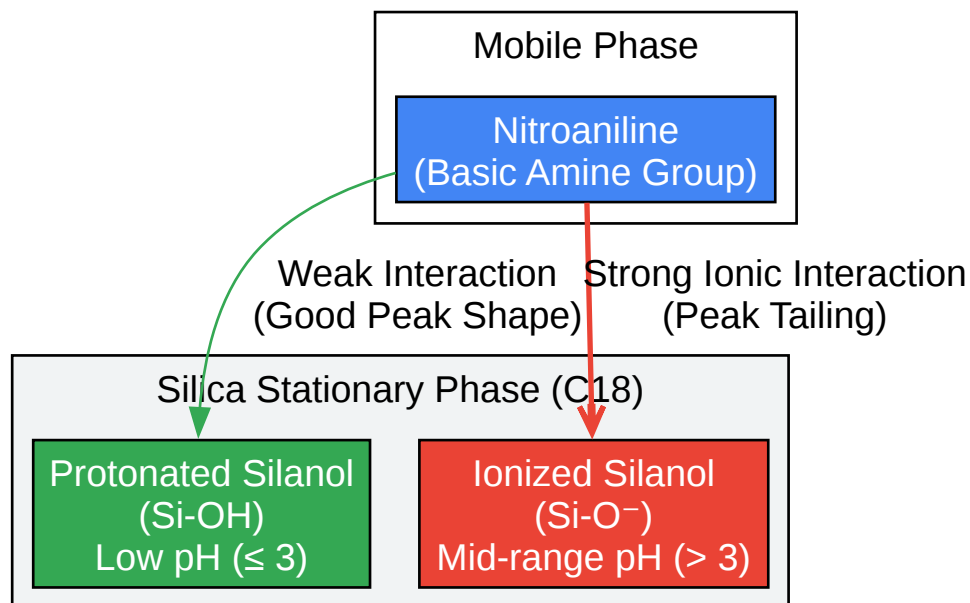 Mobile Phase
Nitroaniline
(Basic Amine Group)
Weak Interaction
(Good Peak Shape)
Strong Ionic Interaction
(Peak Tailing)
Silica Stationary Phase (C18)
Protonated Silanol
(Si-OH)
Low pH (≤ 3)
Ionized Silanol
(Si-O⁻)
Mid-range pH (> 3)